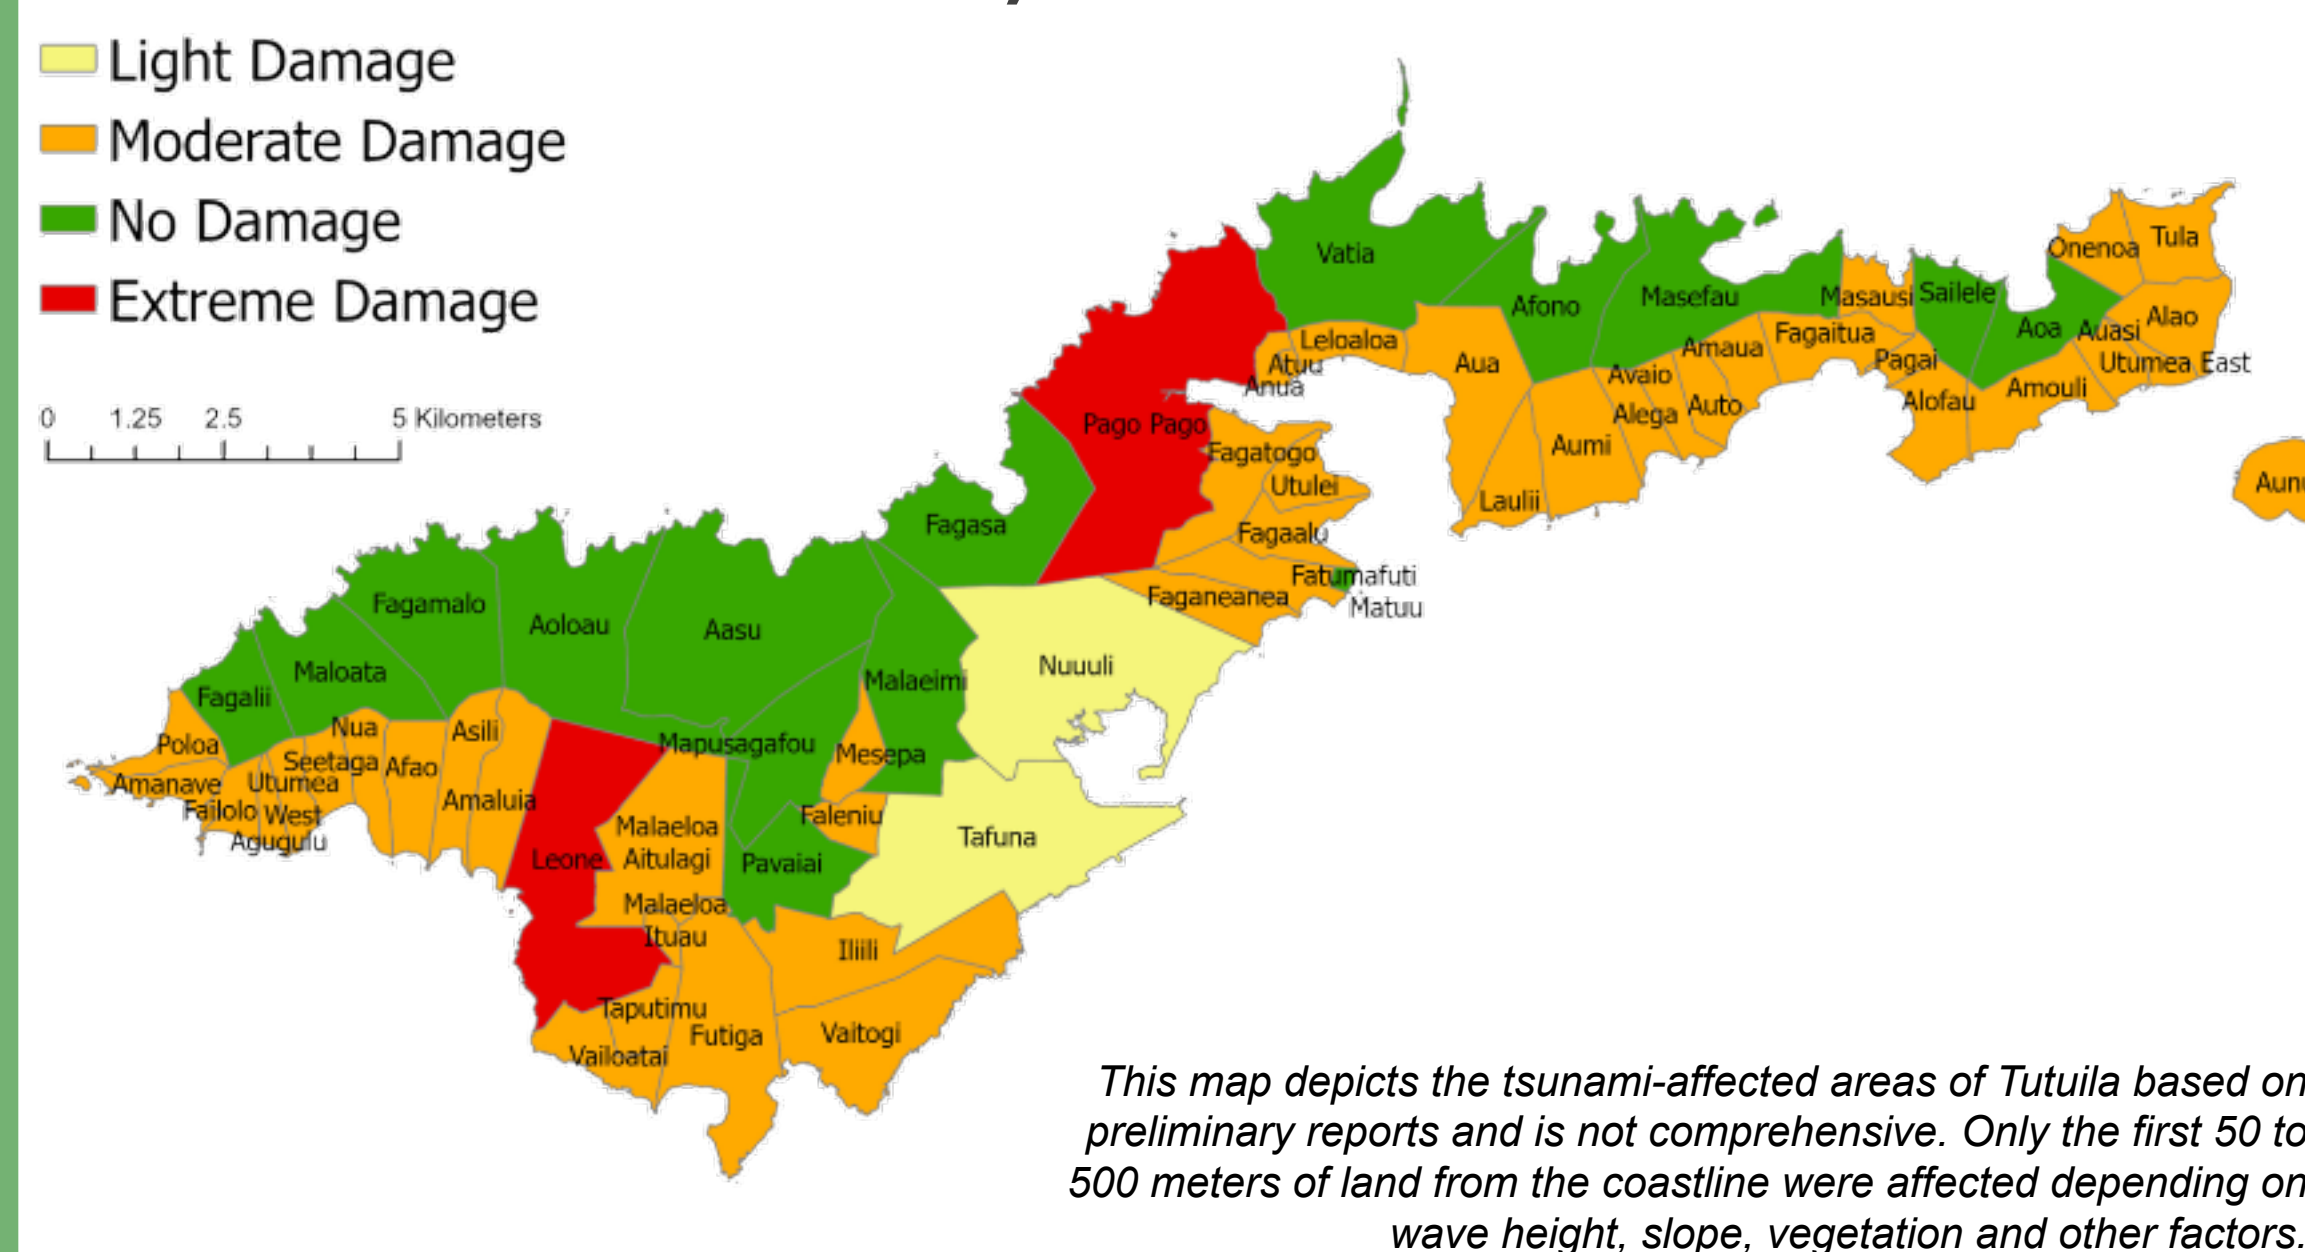 Light Damage
Moderate Damage
No Damage
Extreme Damage
0 1.25 2.5 5 Kilometers
Vatia
Onenoa
Tula
Afono
Masefau
Masausi
Sailele
Aoa
Auasi
Alao
Leloaloa
Atuu
Anua
Aua
Amaua
Fagaitua
Pagai
Utumea East
Avaio
Alega
Auto
Alofau
Amouli
Pago Pago
Fagatogo
Utulei
Aumi
Laulii
Fagasa
Fagaalu
Fatumafuti
Matuu
Faganeanea
Fagamalo
Aoloau
Aasu
Maloata
Fagalii
Malaeimi
Nuuuli
Nua
Asili
Poloa
Seetaga
Afao
Mapusagafou
Mesepa
Amanave
Utumea
West
Failolo
Agugulu
Amaluia
Malaeloa
Aitulagi
Faleniu
Tafuna
Leone
Pavaiai
Malaeloa
Ituau
Iliili
Taputimu
Futiga
Vaitogi
Vailoatai
This map depicts the tsunami-affected areas of Tutuila based on
preliminary reports and is not comprehensive. Only the first 50 to
500 meters of land from the coastline were affected depending on
wave height, slope, vegetation and other factors.